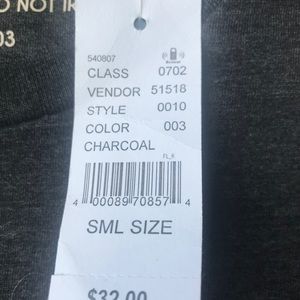 O NOT IR
03
540807
CLASS 0702
VENDOR 51518
STYLE 0010
COLOR 003
CHARCOAL
FL_6
4 00089 70857 4
SML SIZE
$32.00